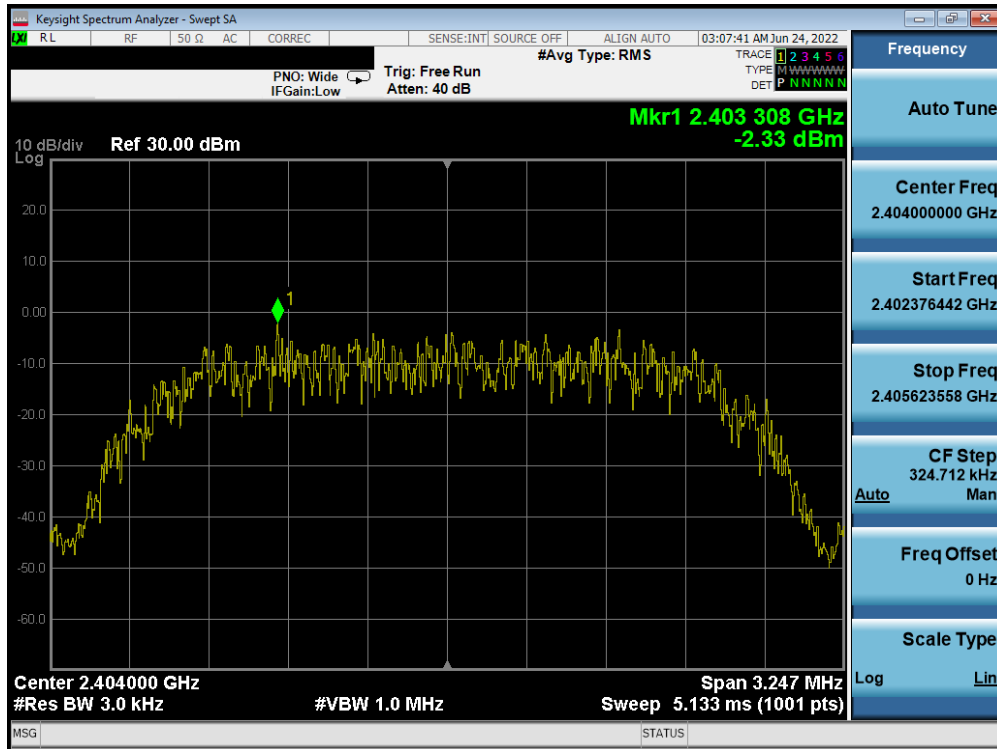 Keysight Spectrum Analyzer - Swept SA
LXI RL RF 50 Ω AC CORREC SENSE:INT SOURCE OFF ALIGN AUTO 03:07:41 AM Jun 24, 2022
#Avg Type: RMS TRACE 1 2 3 4 5 6
PNO: Wide Trig: Free Run TYPE M W W W W W
IFGain:Low Atten: 40 dB DET P N N N N N
Mkr1 2.403 308 GHz
-2.33 dBm
10 dB/div Ref 30.00 dBm
Log
20.0
10.0
1
0.00
-10.0
-20.0
-30.0
-40.0
-50.0
-60.0
Center 2.404000 GHz Span 3.247 MHz
#Res BW 3.0 kHz #VBW 1.0 MHz Sweep 5.133 ms (1001 pts)
MSG STATUS
Frequency
Auto Tune
Center Freq
2.404000000 GHz
Start Freq
2.402376442 GHz
Stop Freq
2.405623558 GHz
CF Step
324.712 kHz
Auto Man
Freq Offset
0 Hz
Scale Type
Log Lin